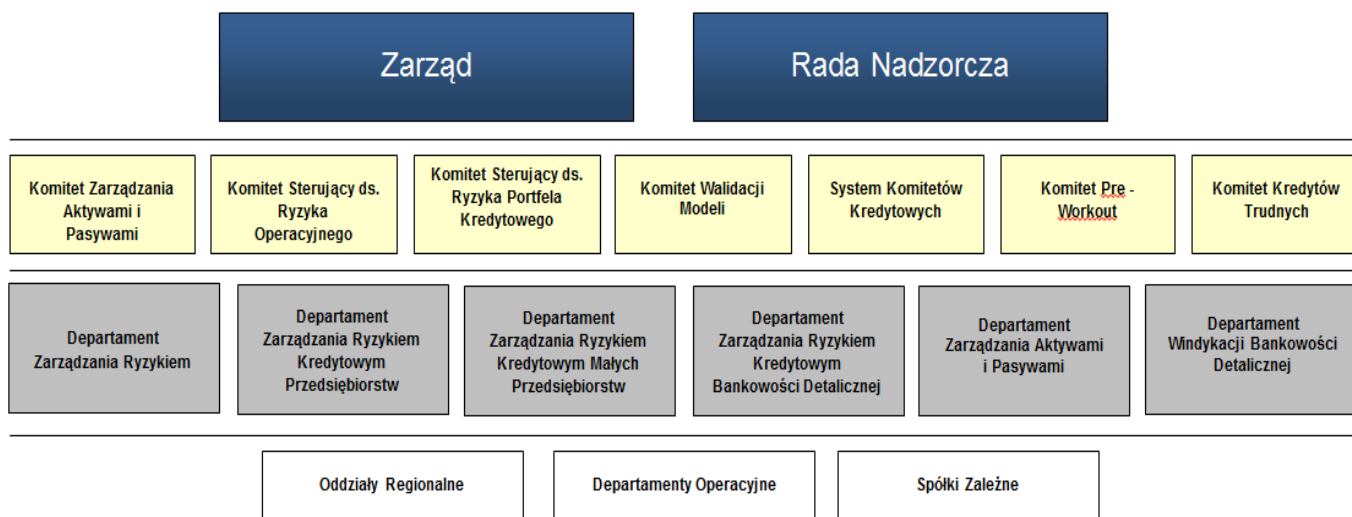 Zarząd
Rada Nadzorcza
Komitet Zarządzania
Aktywami i
Pasywami
Komitet Sterujący ds.
Ryzyka
Operacyjnego
Komitet Sterujący ds.
Ryzyka Portfela
Kredytowego
Komitet Walidacji
Modeli
System Komitetów
Kredytowych
Komitet Pre -
Workout
Komitet Kredytów
Trudnych
Departament
Zarządzania Ryzykiem
Departament
Zarządzania Ryzykiem
Kredytowym
Przedsiębiorstw
Departament
Zarządzania Ryzykiem
Kredytowym Małych
Przedsiębiorstw
Departament
Zarządzania Ryzykiem
Kredytowym
Bankowości Detalicznej
Departament
Zarządzania Aktywami
i Pasywami
Departament
Windykacji Bankowości
Detalicznej
Oddziały Regionalne
Departamenty Operacyjne
Spółki Zależne